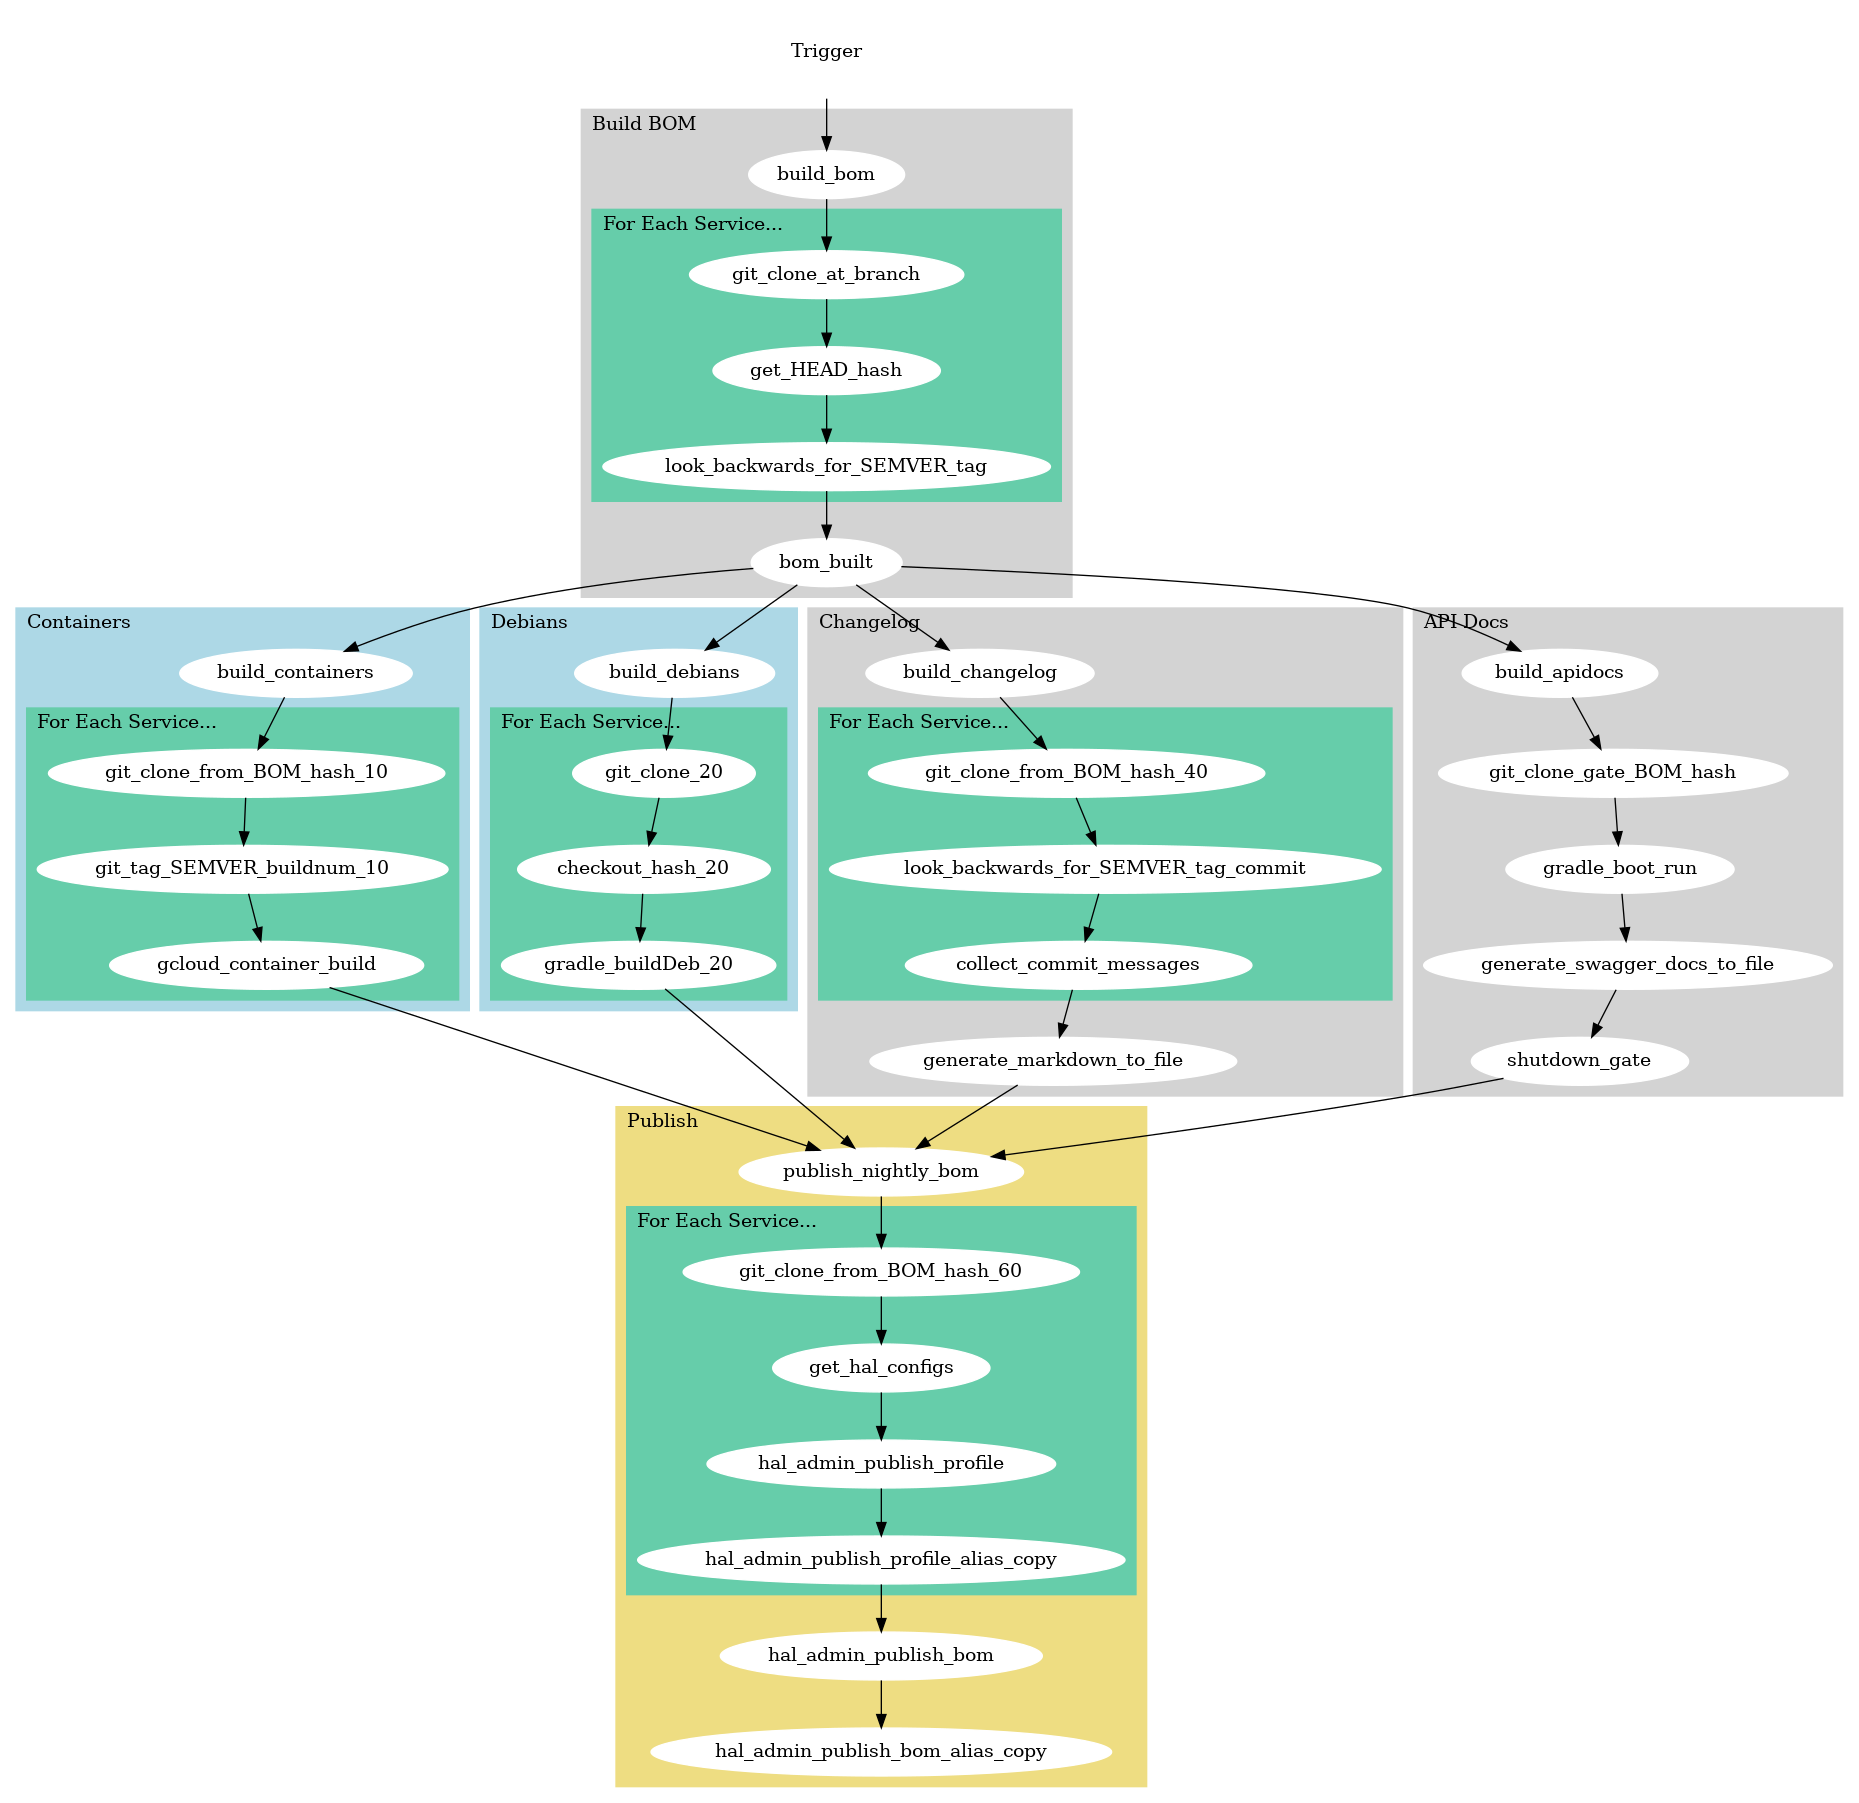 Trigger
Build BOM
build_bom
For Each Service...
git_clone_at_branch
get_HEAD_hash
look_backwards_for_SEMVER_tag
bom_built
Containers
build_containers
For Each Service...
git_clone_from_BOM_hash_10
git_tag_SEMVER_buildnum_10
gcloud_container_build
Debians
build_debians
For Each Service...
git_clone_20
checkout_hash_20
gradle_buildDeb_20
Changelog
build_changelog
For Each Service...
git_clone_from_BOM_hash_40
look_backwards_for_SEMVER_tag_commit
collect_commit_messages
generate_markdown_to_file
API Docs
build_apidocs
git_clone_gate_BOM_hash
gradle_boot_run
generate_swagger_docs_to_file
shutdown_gate
Publish
publish_nightly_bom
For Each Service...
git_clone_from_BOM_hash_60
get_hal_configs
hal_admin_publish_profile
hal_admin_publish_profile_alias_copy
hal_admin_publish_bom
hal_admin_publish_bom_alias_copy